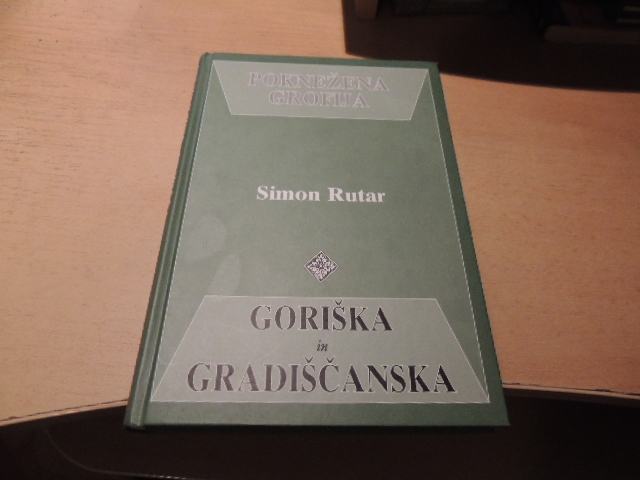 POKNEŽENA
GROFIJA
Simon Rutar
GORIŠKA
in
GRADIŠČANSKA